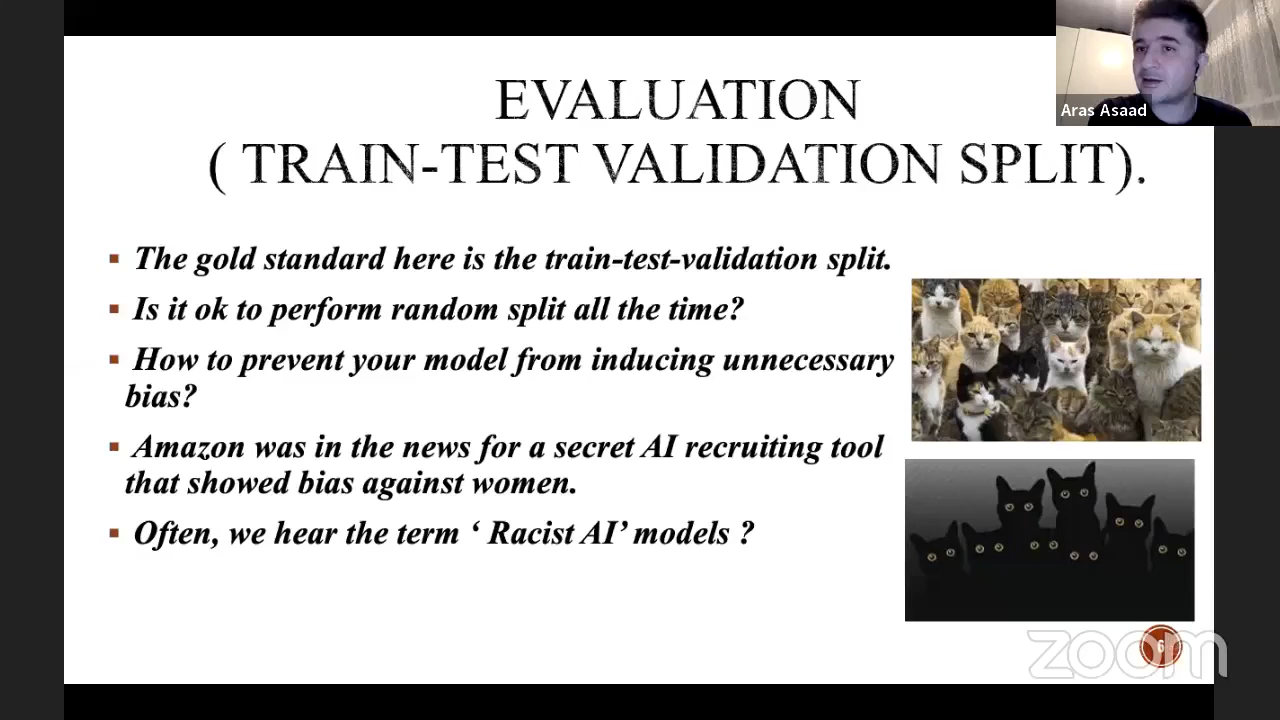 Aras Asaad
EVALUATION
( TRAIN-TEST VALIDATION SPLIT).
The gold standard here is the train-test-validation split.
Is it ok to perform random split all the time?
How to prevent your model from inducing unnecessary
bias?
Amazon was in the news for a secret AI recruiting tool
that showed bias against women.
Often, we hear the term ‘ Racist AI’ models ?
6
zoom